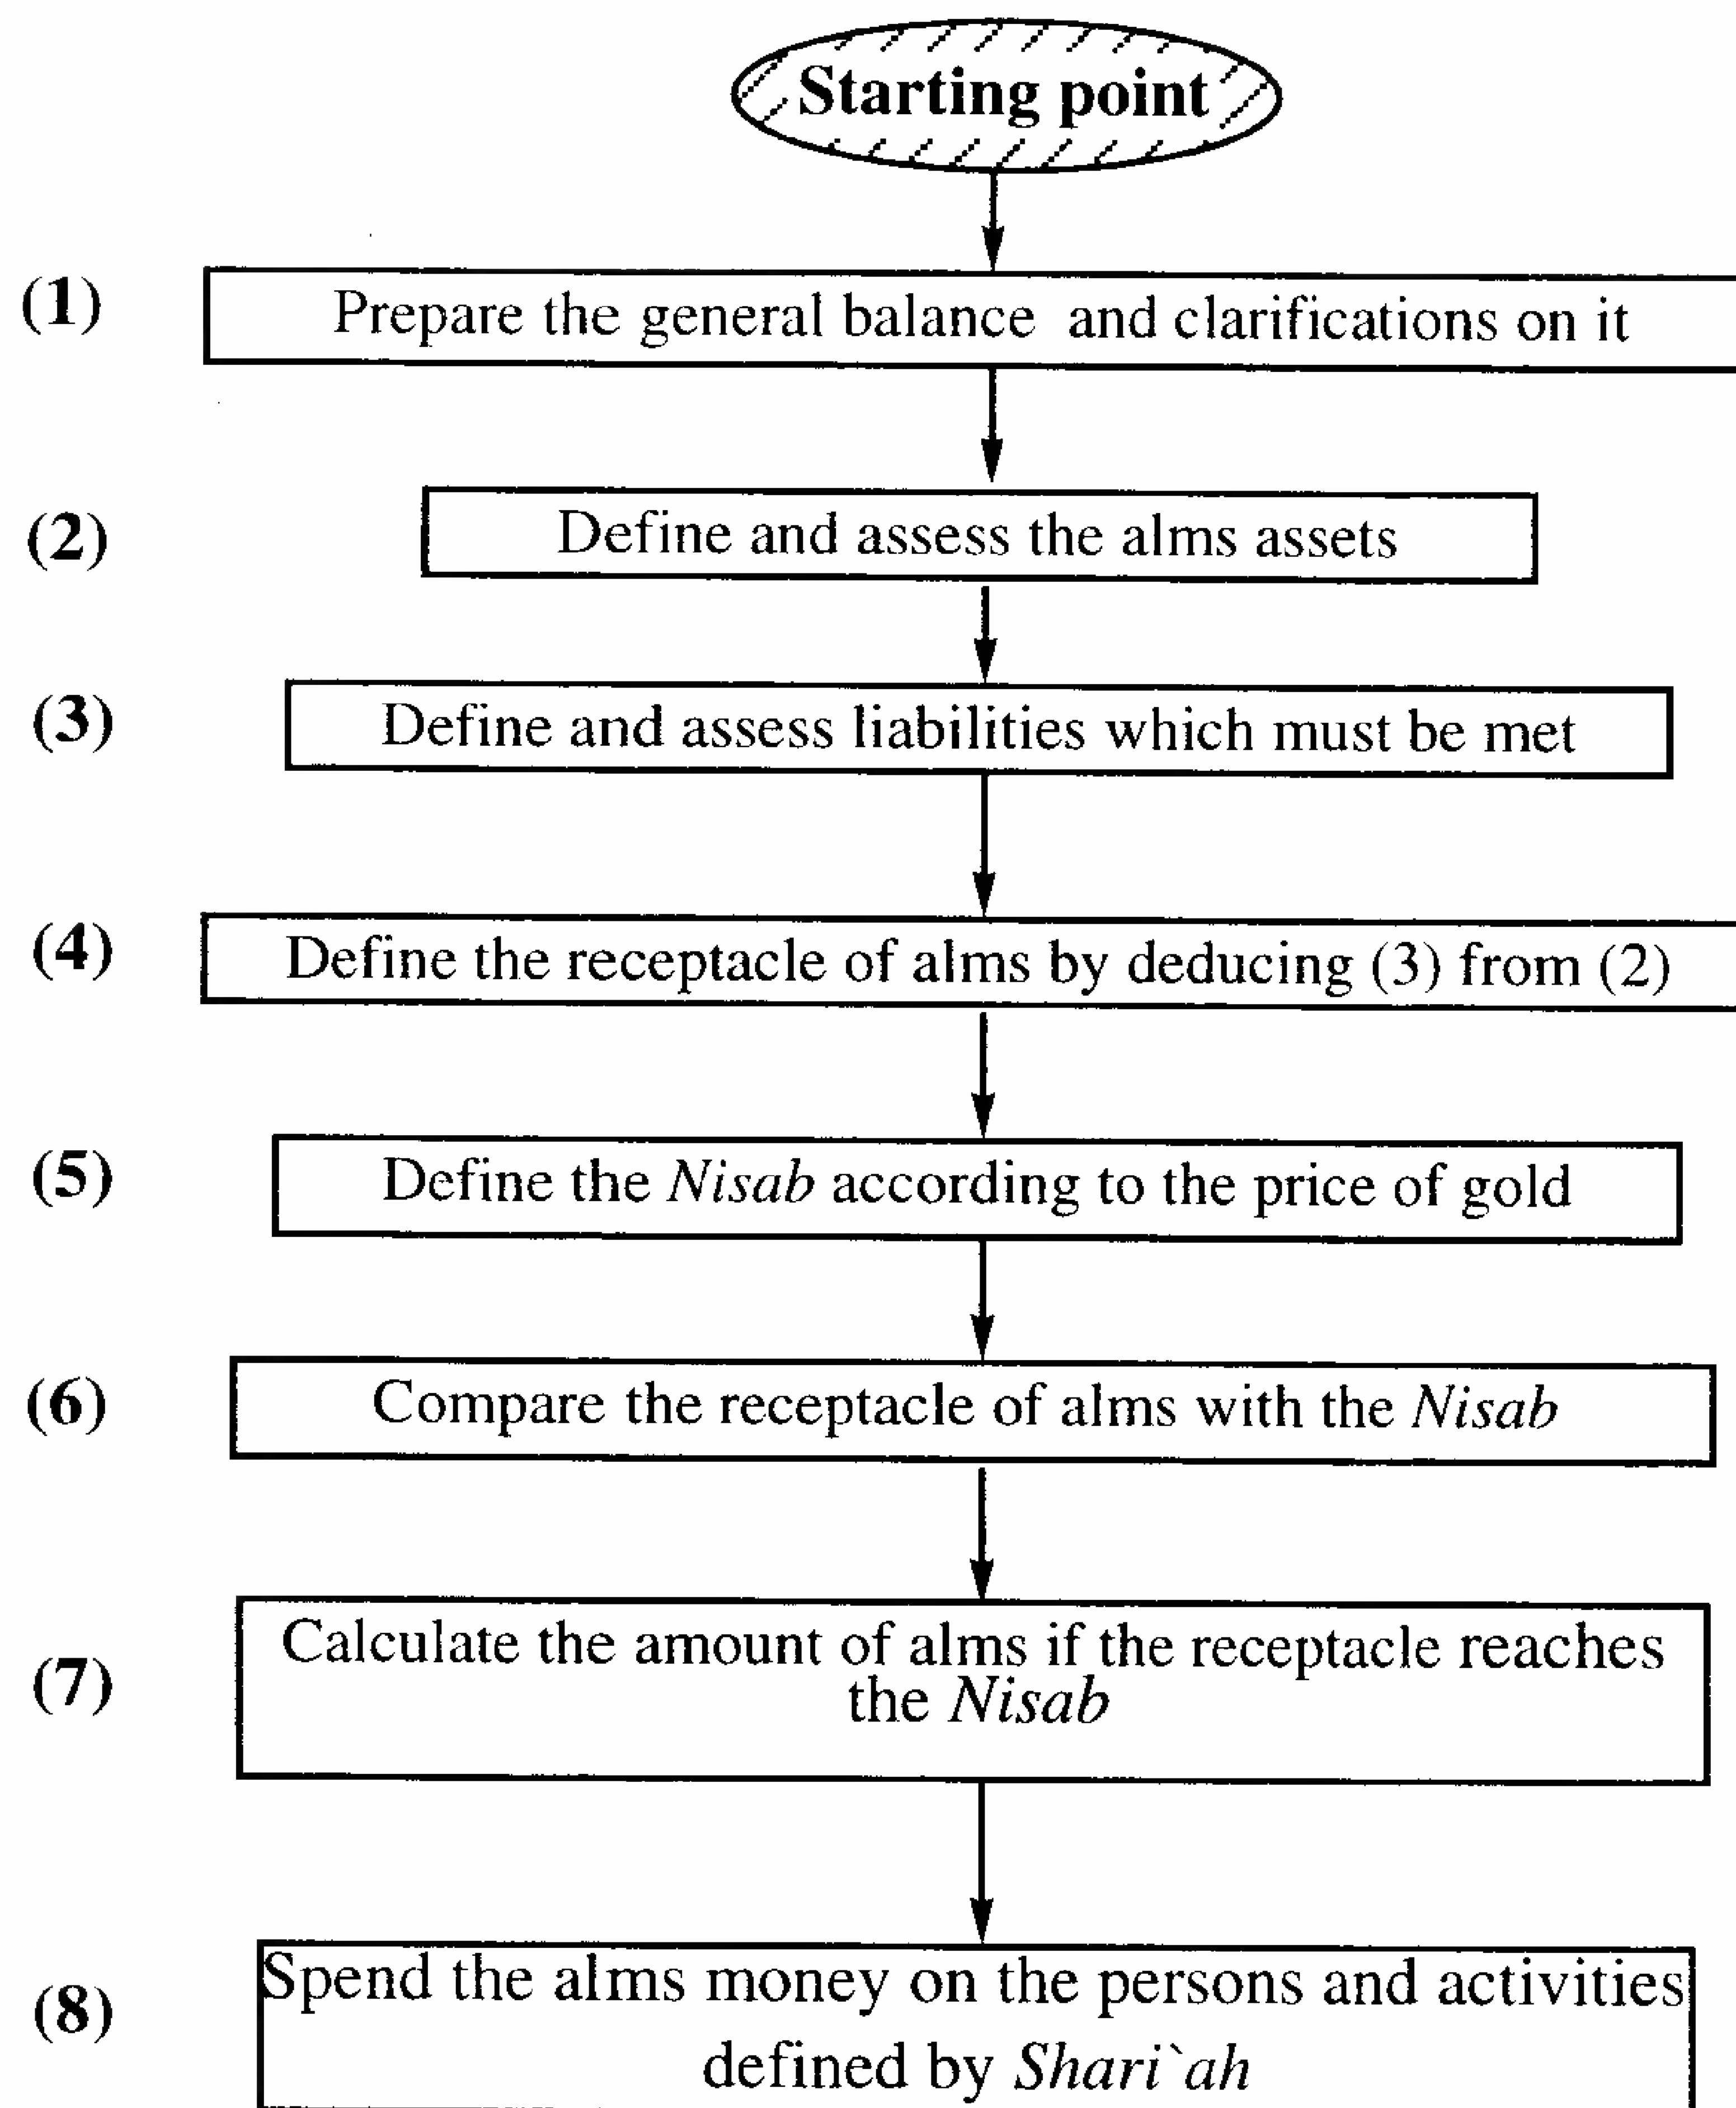 Starting point
(1) Prepare the general balance and clarifications on it
(2) Define and assess the alms assets
(3) Define and assess liabilities which must be met
(4) Define the receptacle of alms by deducing (3) from (2)
(5) Define the Nisab according to the price of gold
(6) Compare the receptacle of alms with the Nisab
(7) Calculate the amount of alms if the receptacle reaches
the Nisab
(8) Spend the alms money on the persons and activities
defined by Shari`ah